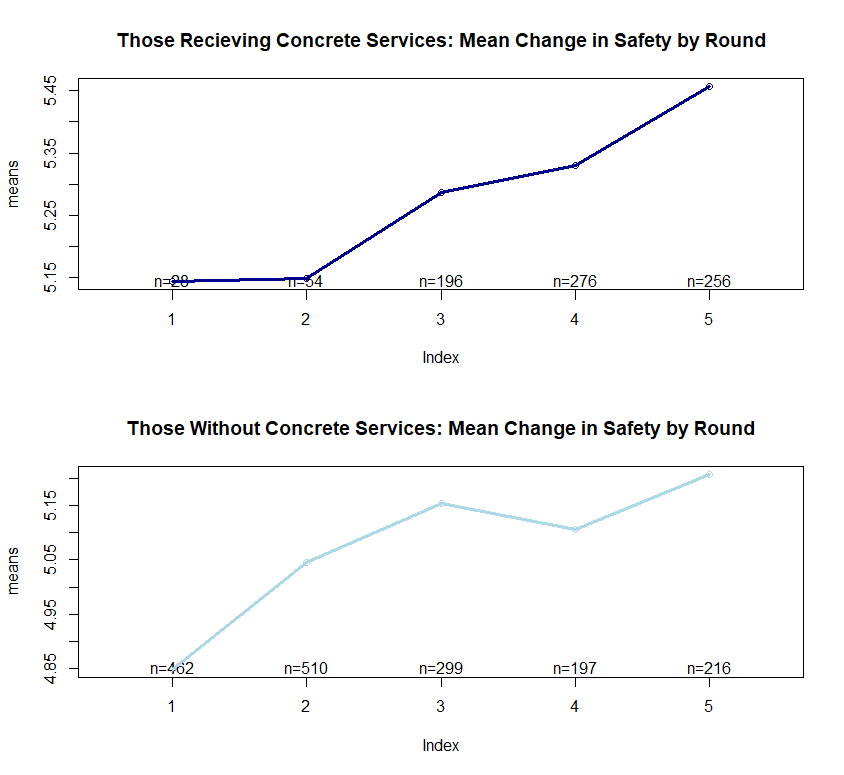 Those Recieving Concrete Services: Mean Change in Safety by Round
means
5.45
5.35
5.25
5.15
n=28 n=54 n=196 n=276 n=256
1 2 3 4 5
Index
Those Without Concrete Services: Mean Change in Safety by Round
means
5.15
5.05
4.95
4.85
n=462 n=510 n=299 n=197 n=216
1 2 3 4 5
Index